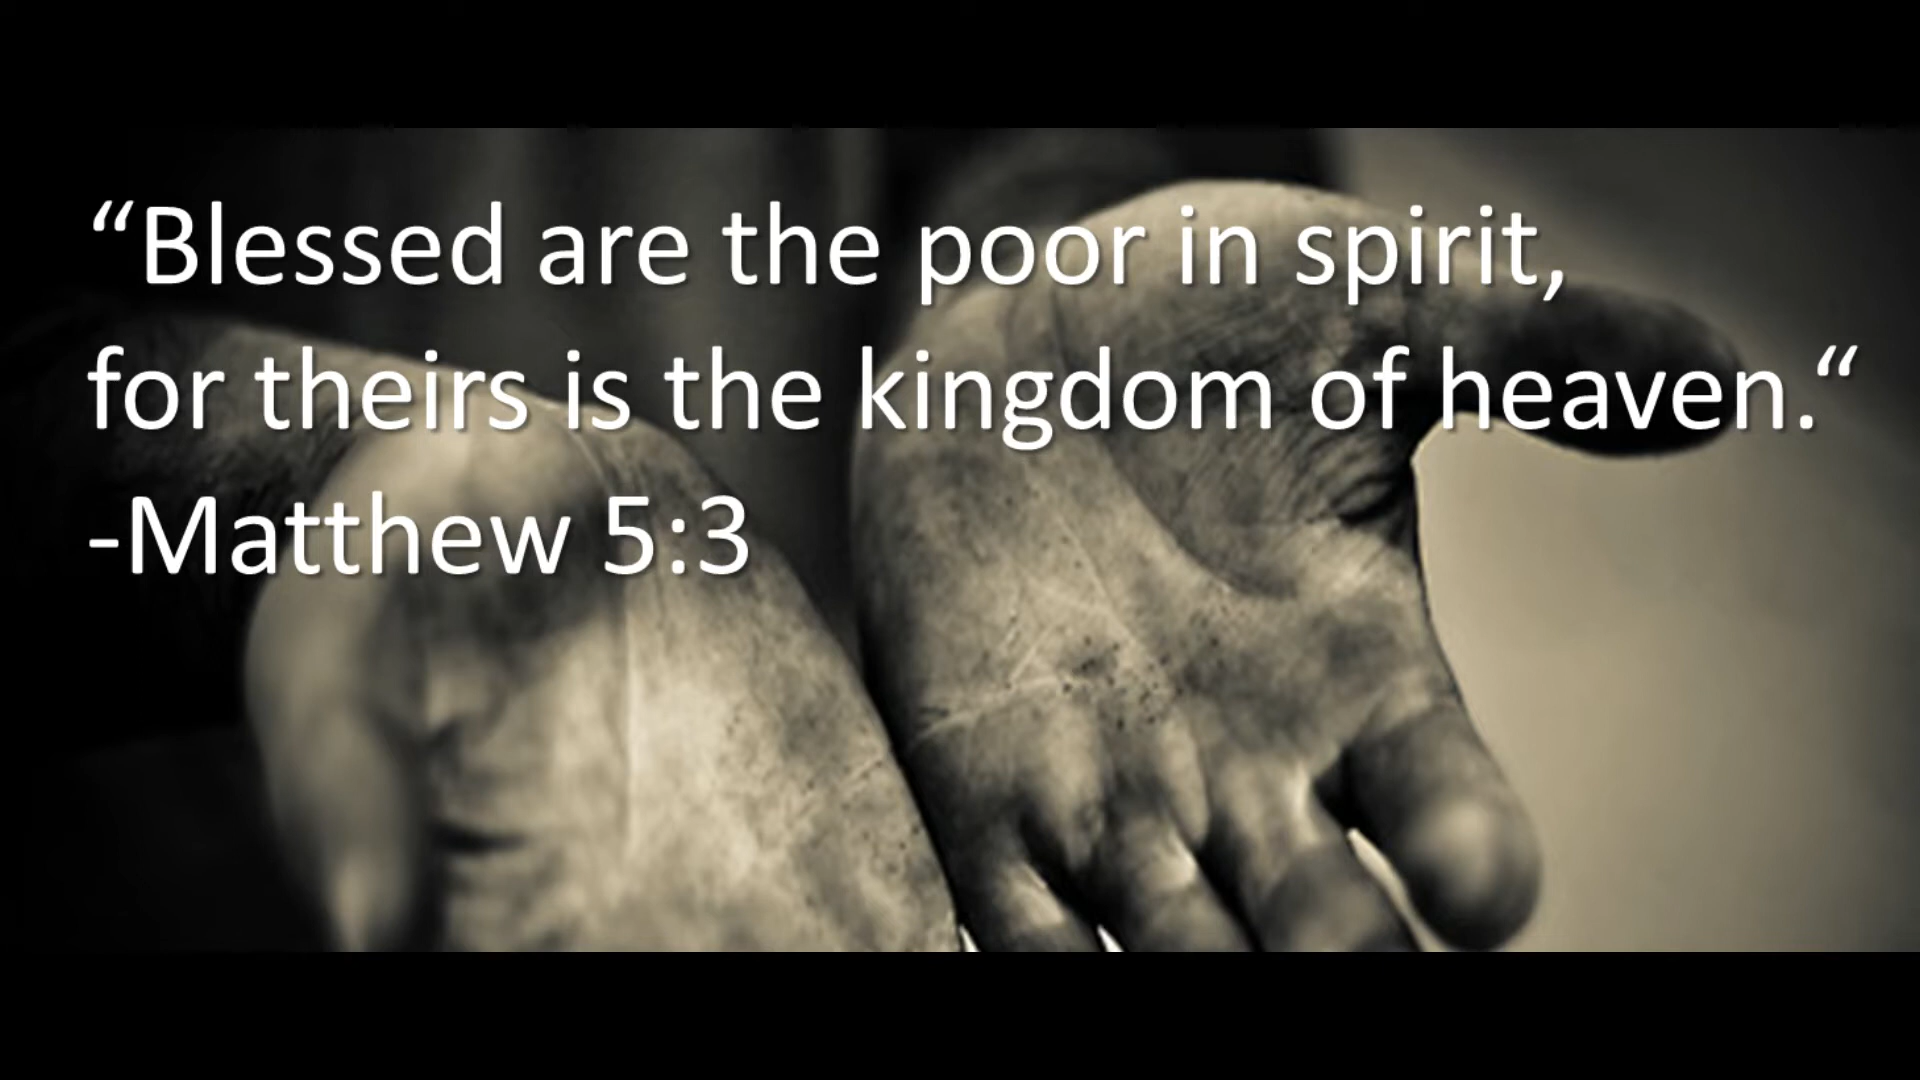 “Blessed are the poor in spirit,
for theirs is the kingdom of heaven.“
-Matthew 5:3